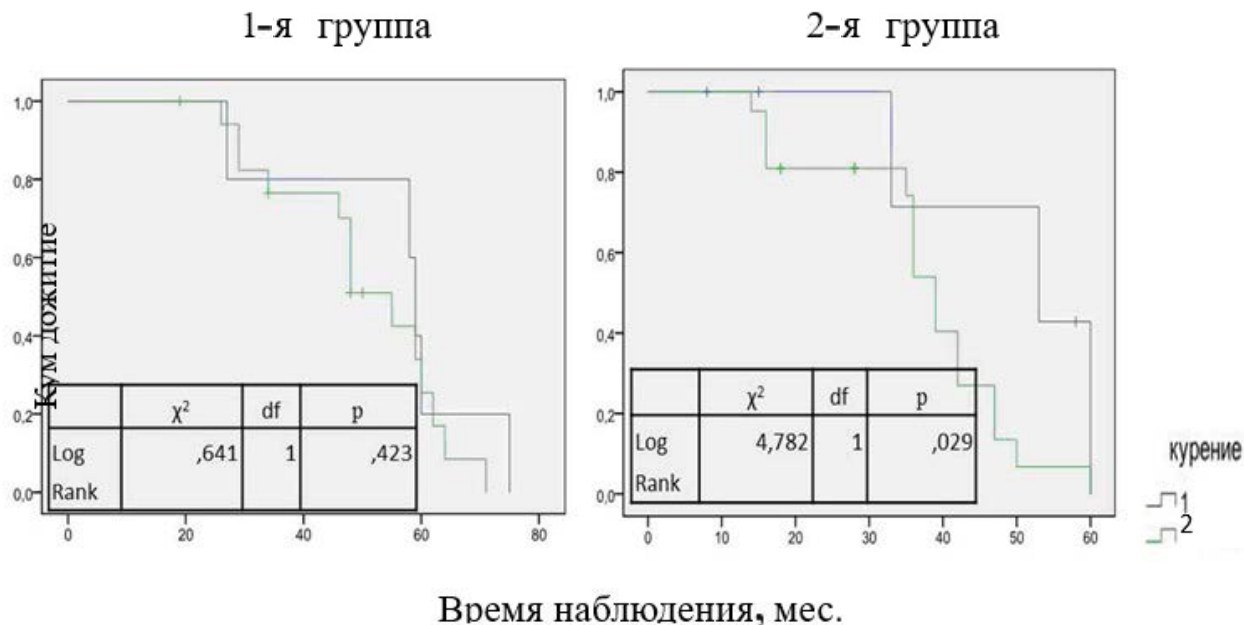 1-я группа
2-я группа
Кум дожитие
1,0
0,8
0,6
0,4
0,2
0,0
χ² df p
Log Rank ,641 1 ,423
0 20 40 60 80
1,0
0,8
0,6
0,4
0,2
0,0
χ² df p
Log Rank 4,782 1 ,029
0 10 20 30 40 50 60
курение
1
2
Время наблюдения, мес.